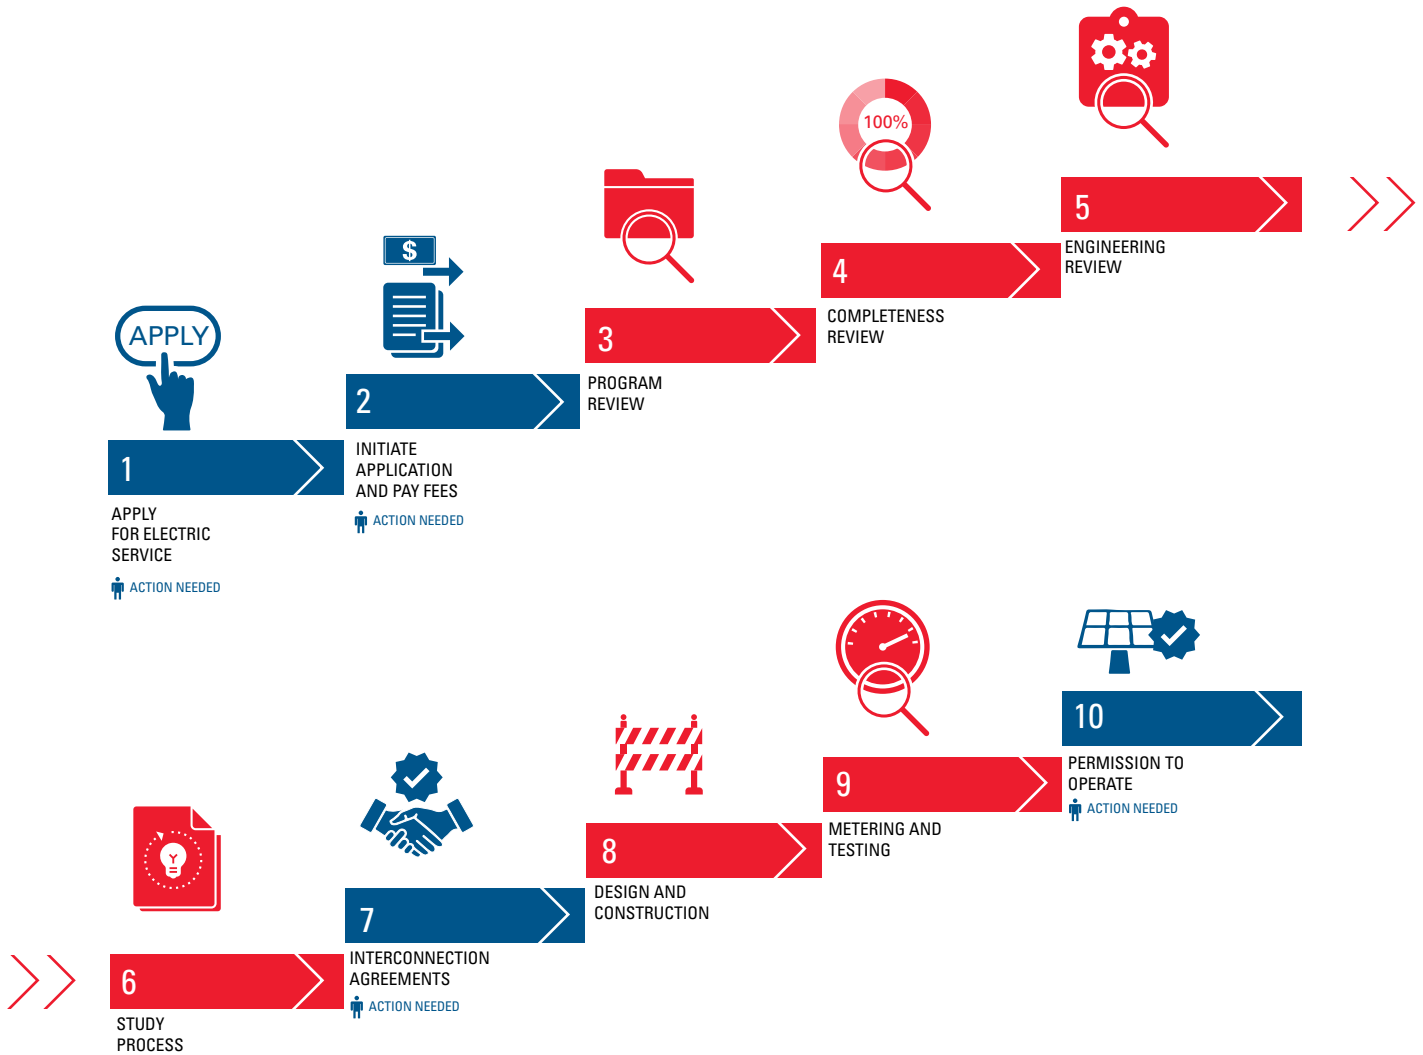 APPLY
1
APPLY
FOR ELECTRIC
SERVICE
ACTION NEEDED
$
2
INITIATE
APPLICATION
AND PAY FEES
ACTION NEEDED
3
PROGRAM
REVIEW
100%
4
COMPLETENESS
REVIEW
5
ENGINEERING
REVIEW
6
STUDY
PROCESS
7
INTERCONNECTION
AGREEMENTS
ACTION NEEDED
8
DESIGN AND
CONSTRUCTION
9
METERING AND
TESTING
10
PERMISSION TO
OPERATE
ACTION NEEDED